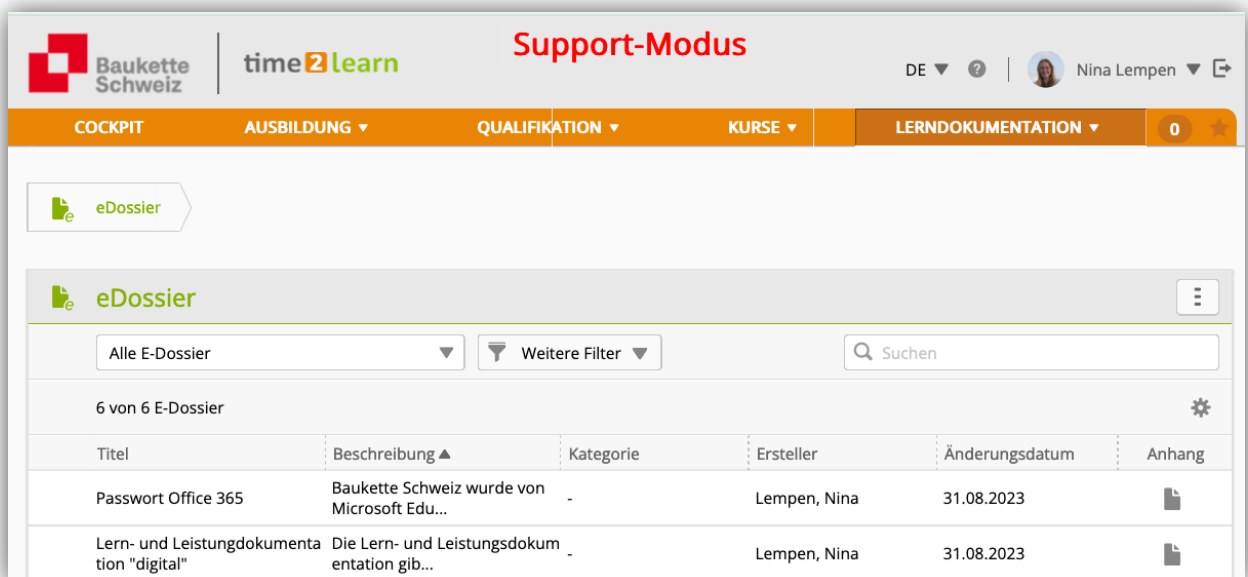 Support-Modus
Baukette
Schweiz
time2learn
DE
Nina Lempen
COCKPIT
AUSBILDUNG
QUALIFIKATION
KURSE
LERNDOKUMENTATION
0
eDossier
eDossier
Alle E-Dossier
Weitere Filter
Suchen
6 von 6 E-Dossier
Titel Beschreibung Kategorie Ersteller Änderungsdatum Anhang
Passwort Office 365
Baukette Schweiz wurde von
Microsoft Edu...
-
Lempen, Nina
31.08.2023
Lern- und Leistungdokumenta
tion "digital"
Die Lern- und Leistungsdokum
entation gib...
-
Lempen, Nina
31.08.2023